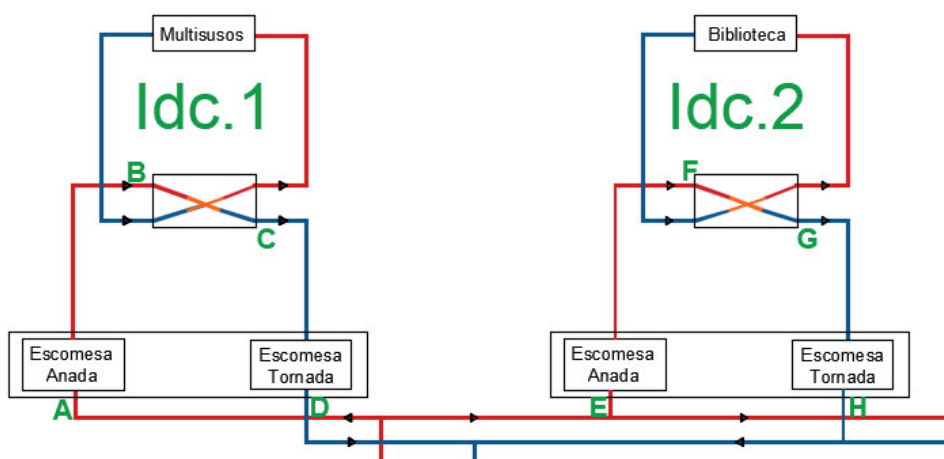 Multisusos
Biblioteca
Idc.1
Idc.2
B
F
C
G
Escomesa
Anada
Escomesa
Tornada
Escomesa
Anada
Escomesa
Tornada
A
D
E
H